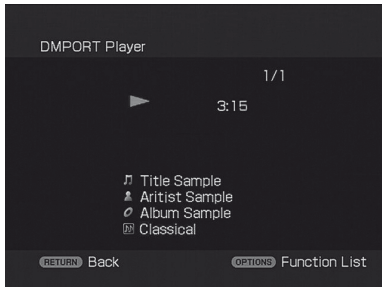 DMPORT Player
1/1
3:15
Title Sample
Aritist Sample
Album Sample
Classical
RETURN Back OPTIONS Function List